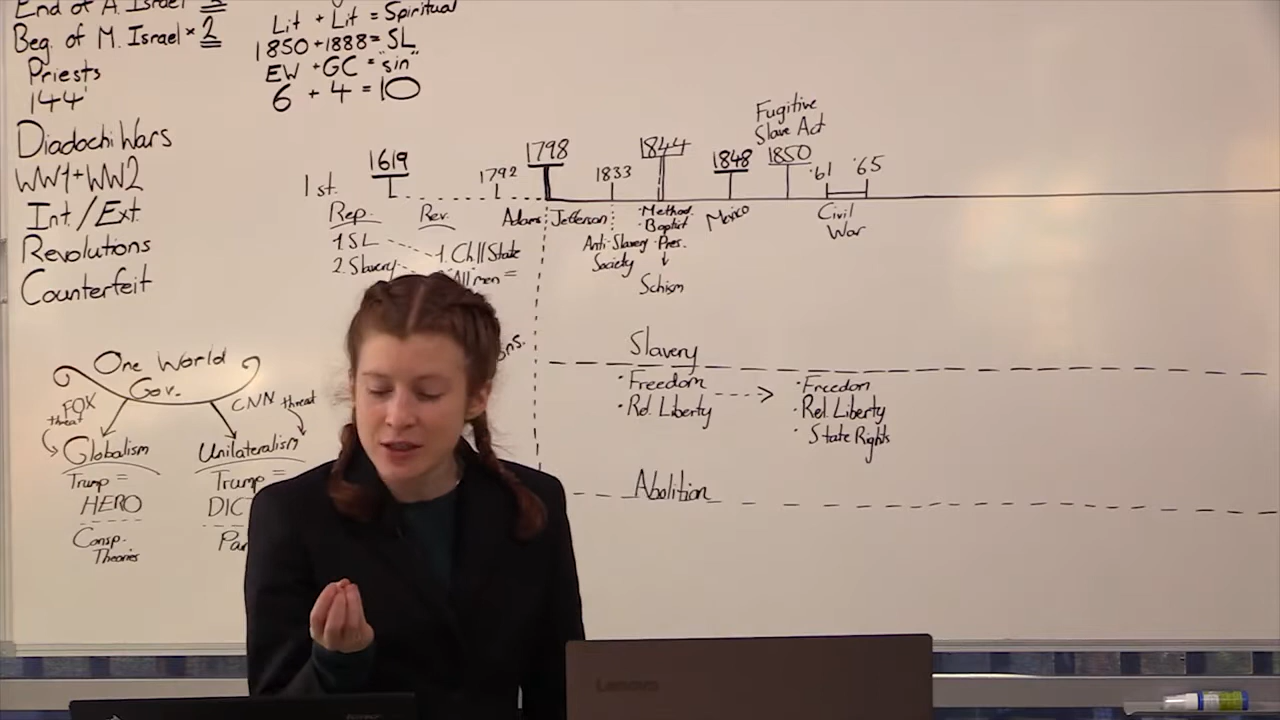 End of A. Israel
Beg. of M. Israel * 2
Priests
144'
Diadochi Wars
WW1+WW2
Int./Ext.
Revolutions
Counterfeit
Lit + Lit = Spiritual
1850+1888= SL
EW +GC = "sin"
6 + 4 = 10
1st.
1619
1792
1798
1833
1844
1848
Fugitive
Slave Act
1850
'61
'65
Rep.
1. SL
2. Slavery
Rev.
1. Ch || State
All men =
Adams
Jefferson
Anti-Slavery
Society
·Method.
·Baptist
·Pres.
↓
Schism
Mexico
Civil
War
One World
Gov.
FOX
threat
CNN threat
Globalism
Trump =
HERO
Consp.
Theories
Unilateralism
Trump =
DIC
Slavery
· Freedom
· Rel. Liberty
· Freedom
· Rel. Liberty
· State Rights
Abolition
Lenovo